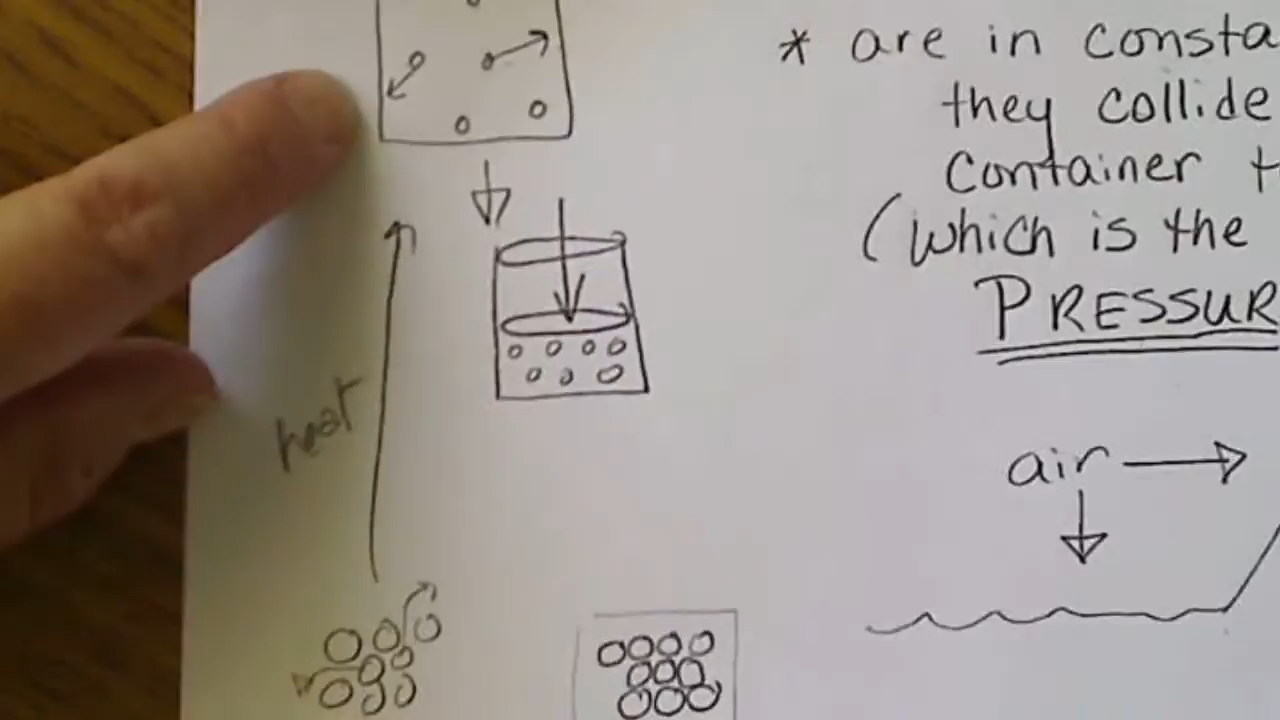 * are in consta
they collide
container t
(which is the
PRESSUR
heat
air